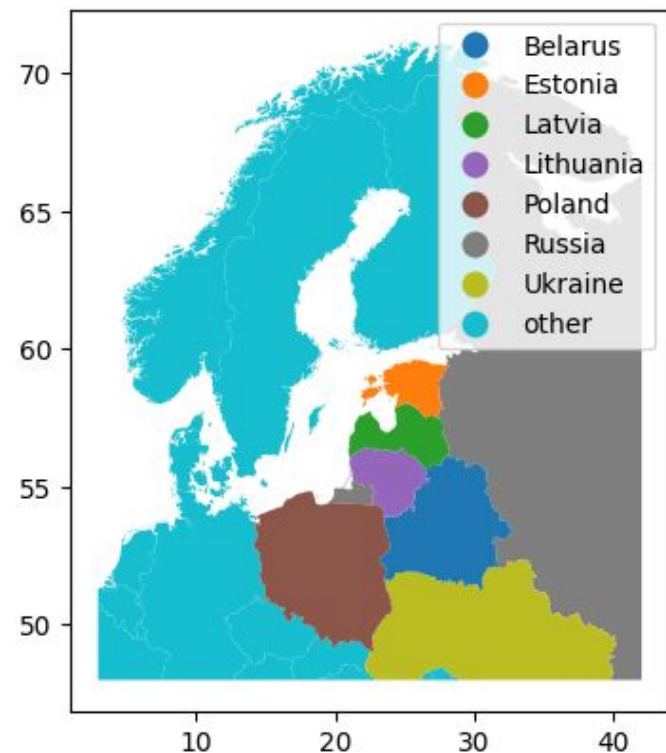 Belarus
Estonia
Latvia
Lithuania
Poland
Russia
Ukraine
other
70
65
60
55
50
10 20 30 40